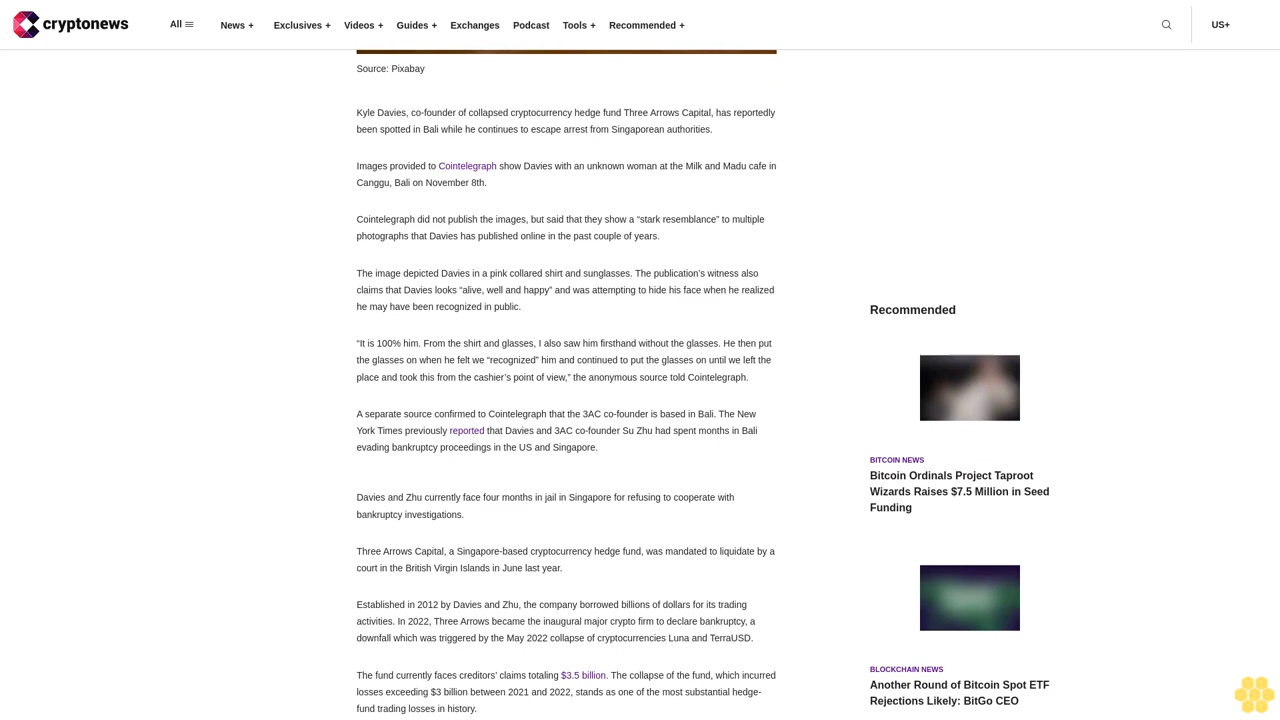 cryptonews
All
News +
Exclusives +
Videos +
Guides +
Exchanges
Podcast
Tools +
Recommended +
US+
Source: Pixabay
Kyle Davies, co-founder of collapsed cryptocurrency hedge fund Three Arrows Capital, has reportedly
been spotted in Bali while he continues to escape arrest from Singaporean authorities.
Images provided to Cointelegraph show Davies with an unknown woman at the Milk and Madu cafe in
Canggu, Bali on November 8th.
Cointelegraph did not publish the images, but said that they show a “stark resemblance” to multiple
photographs that Davies has published online in the past couple of years.
The image depicted Davies in a pink collared shirt and sunglasses. The publication’s witness also
claims that Davies looks “alive, well and happy” and was attempting to hide his face when he realized
he may have been recognized in public.
“It is 100% him. From the shirt and glasses, I also saw him firsthand without the glasses. He then put
the glasses on when he felt we “recognized” him and continued to put the glasses on until we left the
place and took this from the cashier’s point of view,” the anonymous source told Cointelegraph.
A separate source confirmed to Cointelegraph that the 3AC co-founder is based in Bali. The New
York Times previously reported that Davies and 3AC co-founder Su Zhu had spent months in Bali
evading bankruptcy proceedings in the US and Singapore.
Davies and Zhu currently face four months in jail in Singapore for refusing to cooperate with
bankruptcy investigations.
Three Arrows Capital, a Singapore-based cryptocurrency hedge fund, was mandated to liquidate by a
court in the British Virgin Islands in June last year.
Established in 2012 by Davies and Zhu, the company borrowed billions of dollars for its trading
activities. In 2022, Three Arrows became the inaugural major crypto firm to declare bankruptcy, a
downfall which was triggered by the May 2022 collapse of cryptocurrencies Luna and TerraUSD.
The fund currently faces creditors’ claims totaling $3.5 billion. The collapse of the fund, which incurred
losses exceeding $3 billion between 2021 and 2022, stands as one of the most substantial hedge-
fund trading losses in history.
Recommended
BITCOIN NEWS
Bitcoin Ordinals Project Taproot
Wizards Raises $7.5 Million in Seed
Funding
BLOCKCHAIN NEWS
Another Round of Bitcoin Spot ETF
Rejections Likely: BitGo CEO